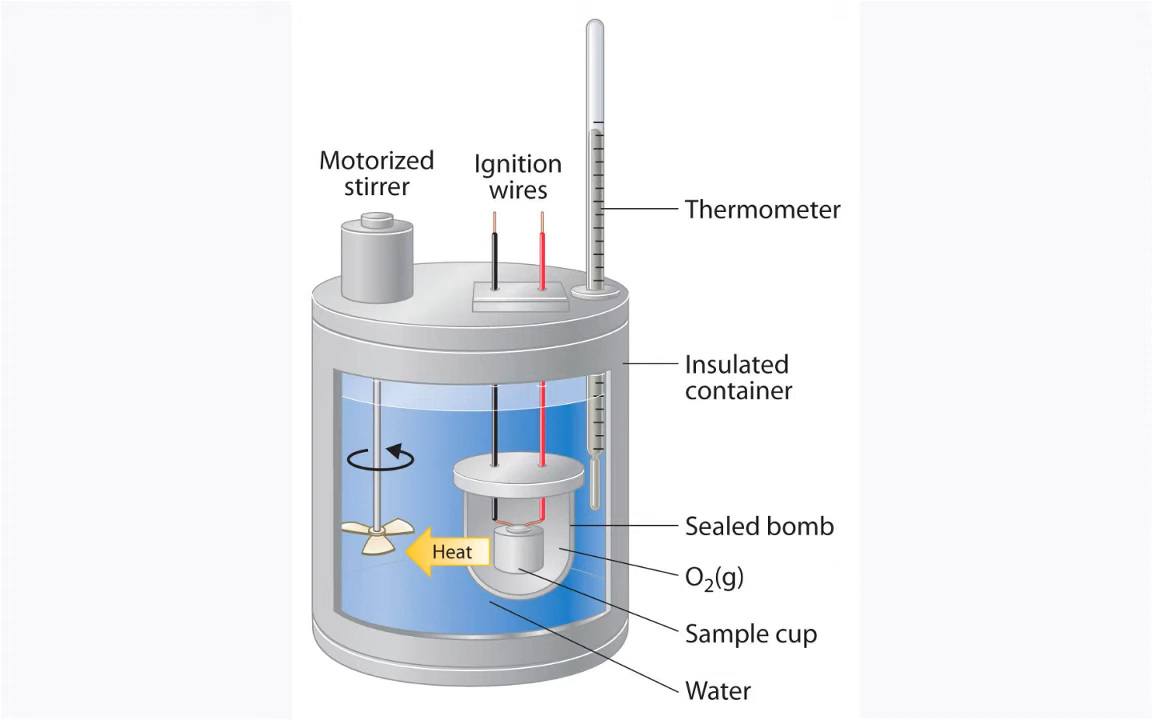 Motorized
stirrer
Ignition
wires
Thermometer
Insulated
container
Heat
Sealed bomb
O₂(g)
Sample cup
Water